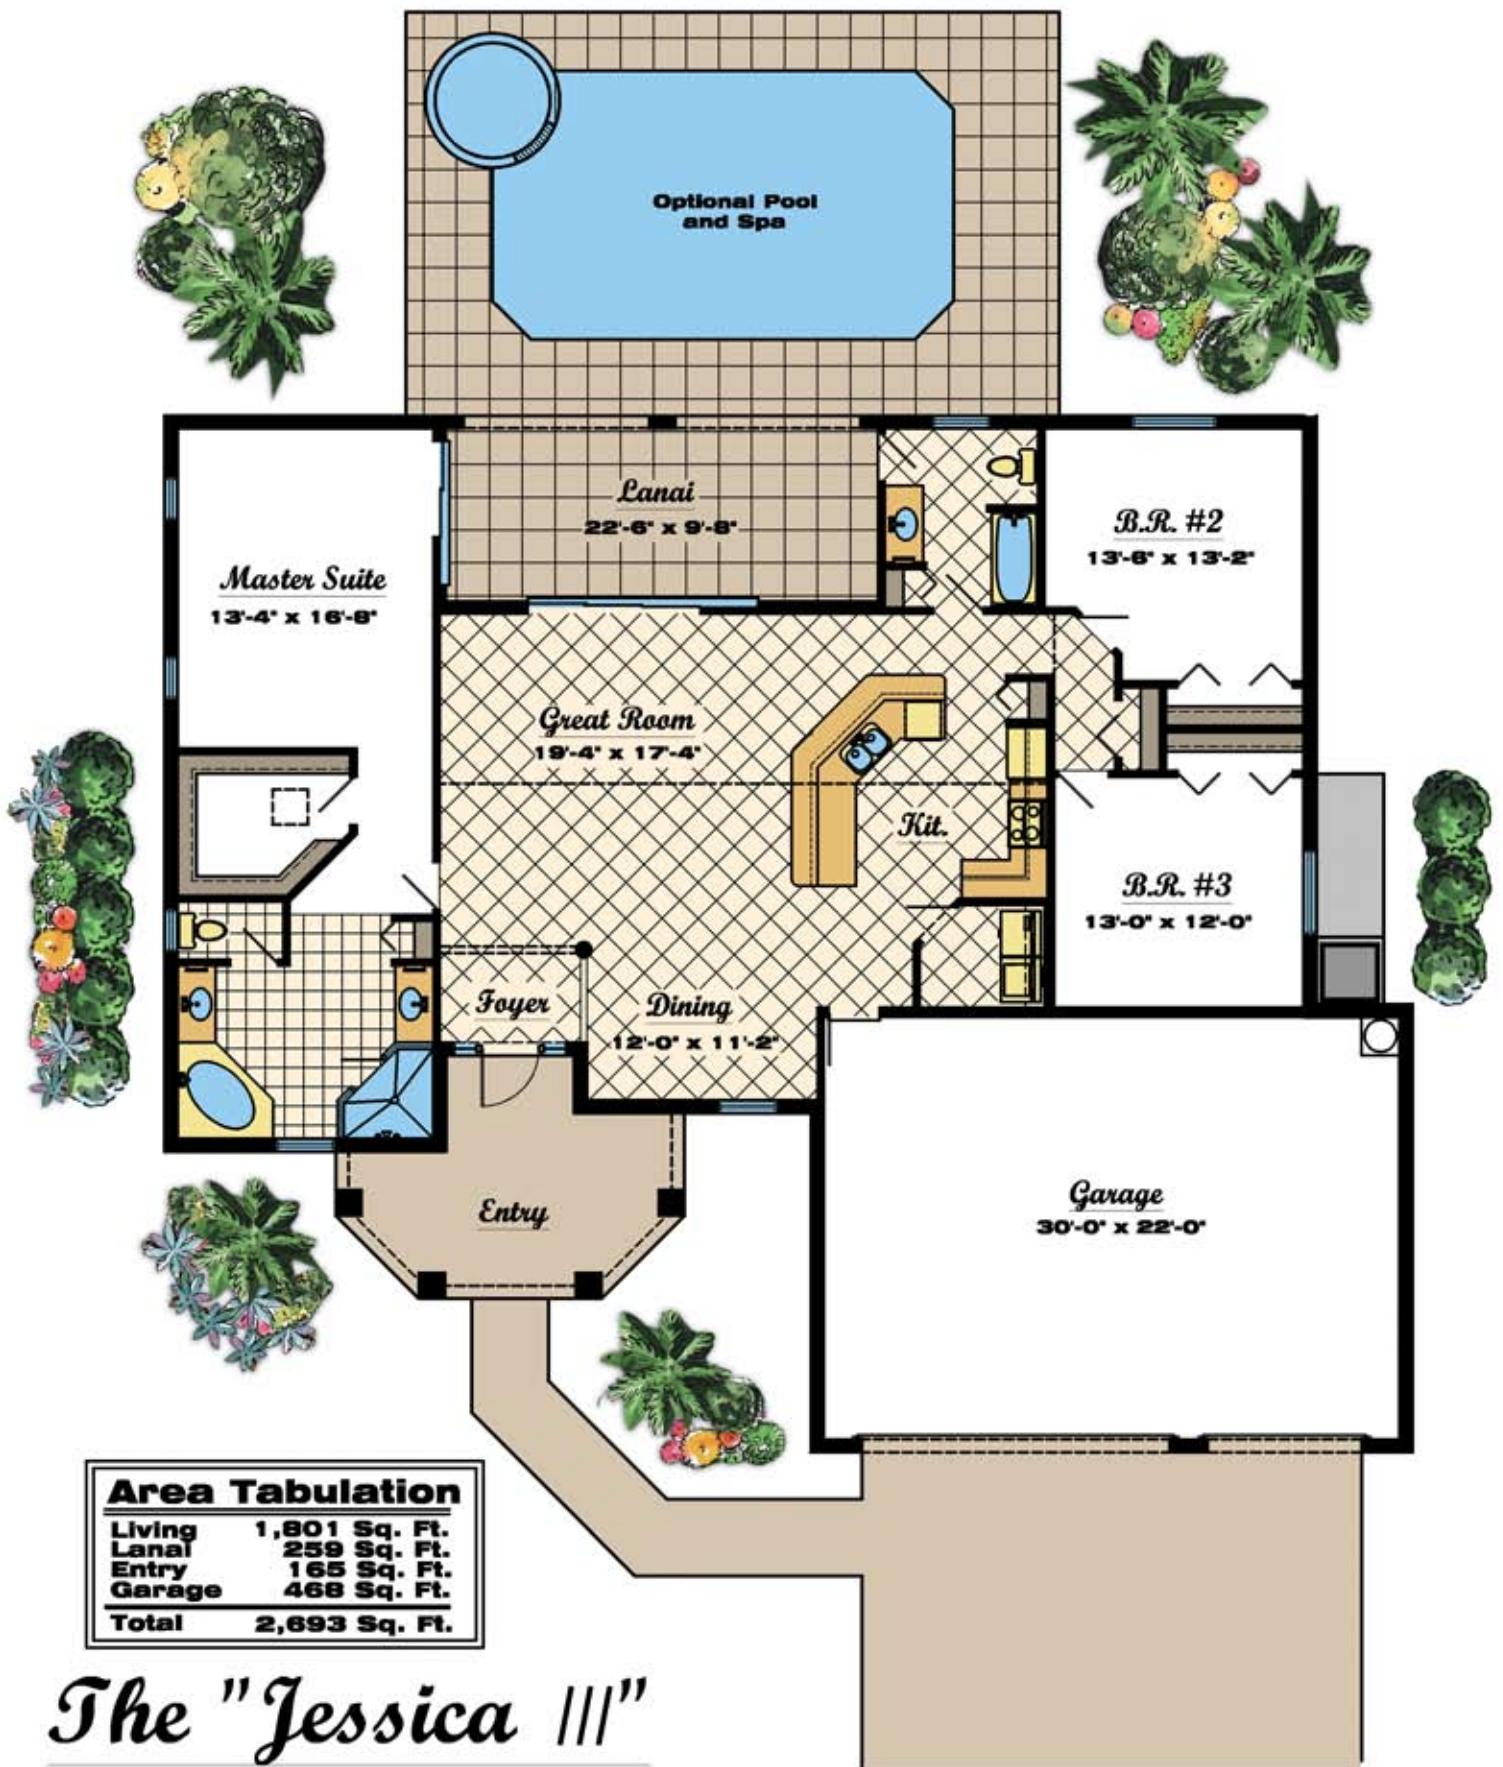 Optional Pool
and Spa
Lanai
22'-6" x 9'-8"
B.R. #2
13'-6" x 13'-2"
Master Suite
13'-4" x 16'-8"
Great Room
19'-4" x 17'-4"
Kit.
B.R. #3
13'-0" x 12'-0"
Foyer
Dining
12'-0" x 11'-2"
Entry
Garage
30'-0" x 22'-0"
Area Tabulation
Living 1,801 Sq. Ft.
Lanai 259 Sq. Ft.
Entry 165 Sq. Ft.
Garage 468 Sq. Ft.
Total 2,693 Sq. Ft.
The "Jessica III"